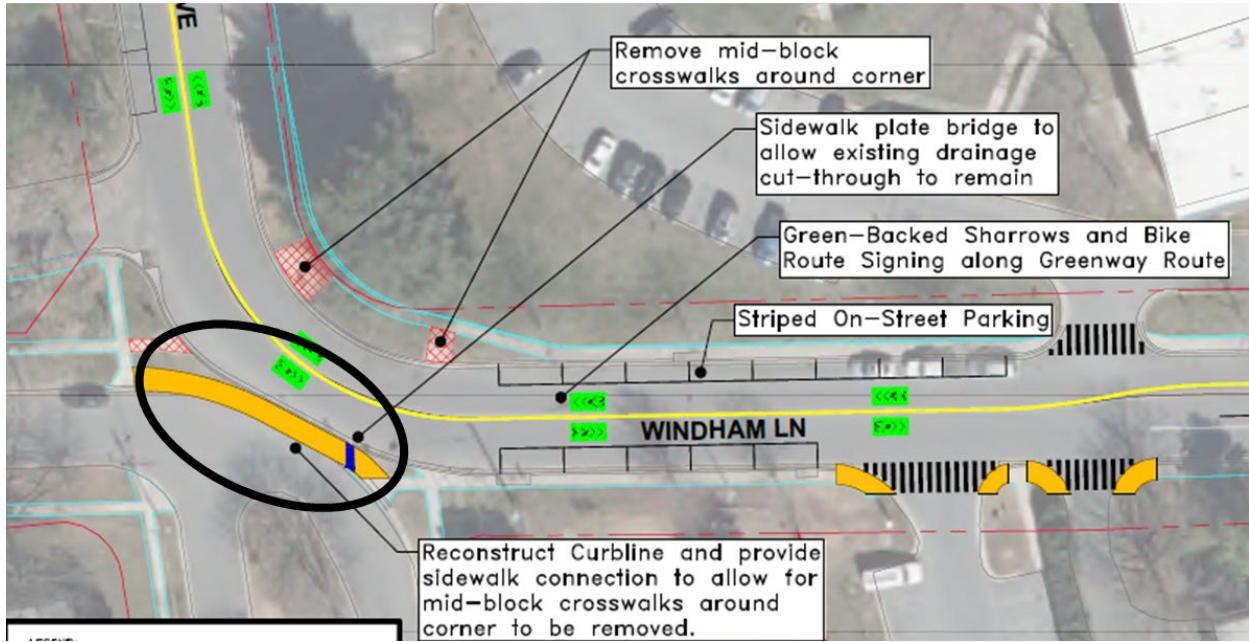 VE
Remove mid-block
crosswalks around corner
Sidewalk plate bridge to
allow existing drainage
cut-through to remain
Green-Backed Sharrows and Bike
Route Signing along Greenway Route
Striped On-Street Parking
WINDHAM LN
Reconstruct Curbline and provide
sidewalk connection to allow for
mid-block crosswalks around
corner to be removed.
LEGEND: